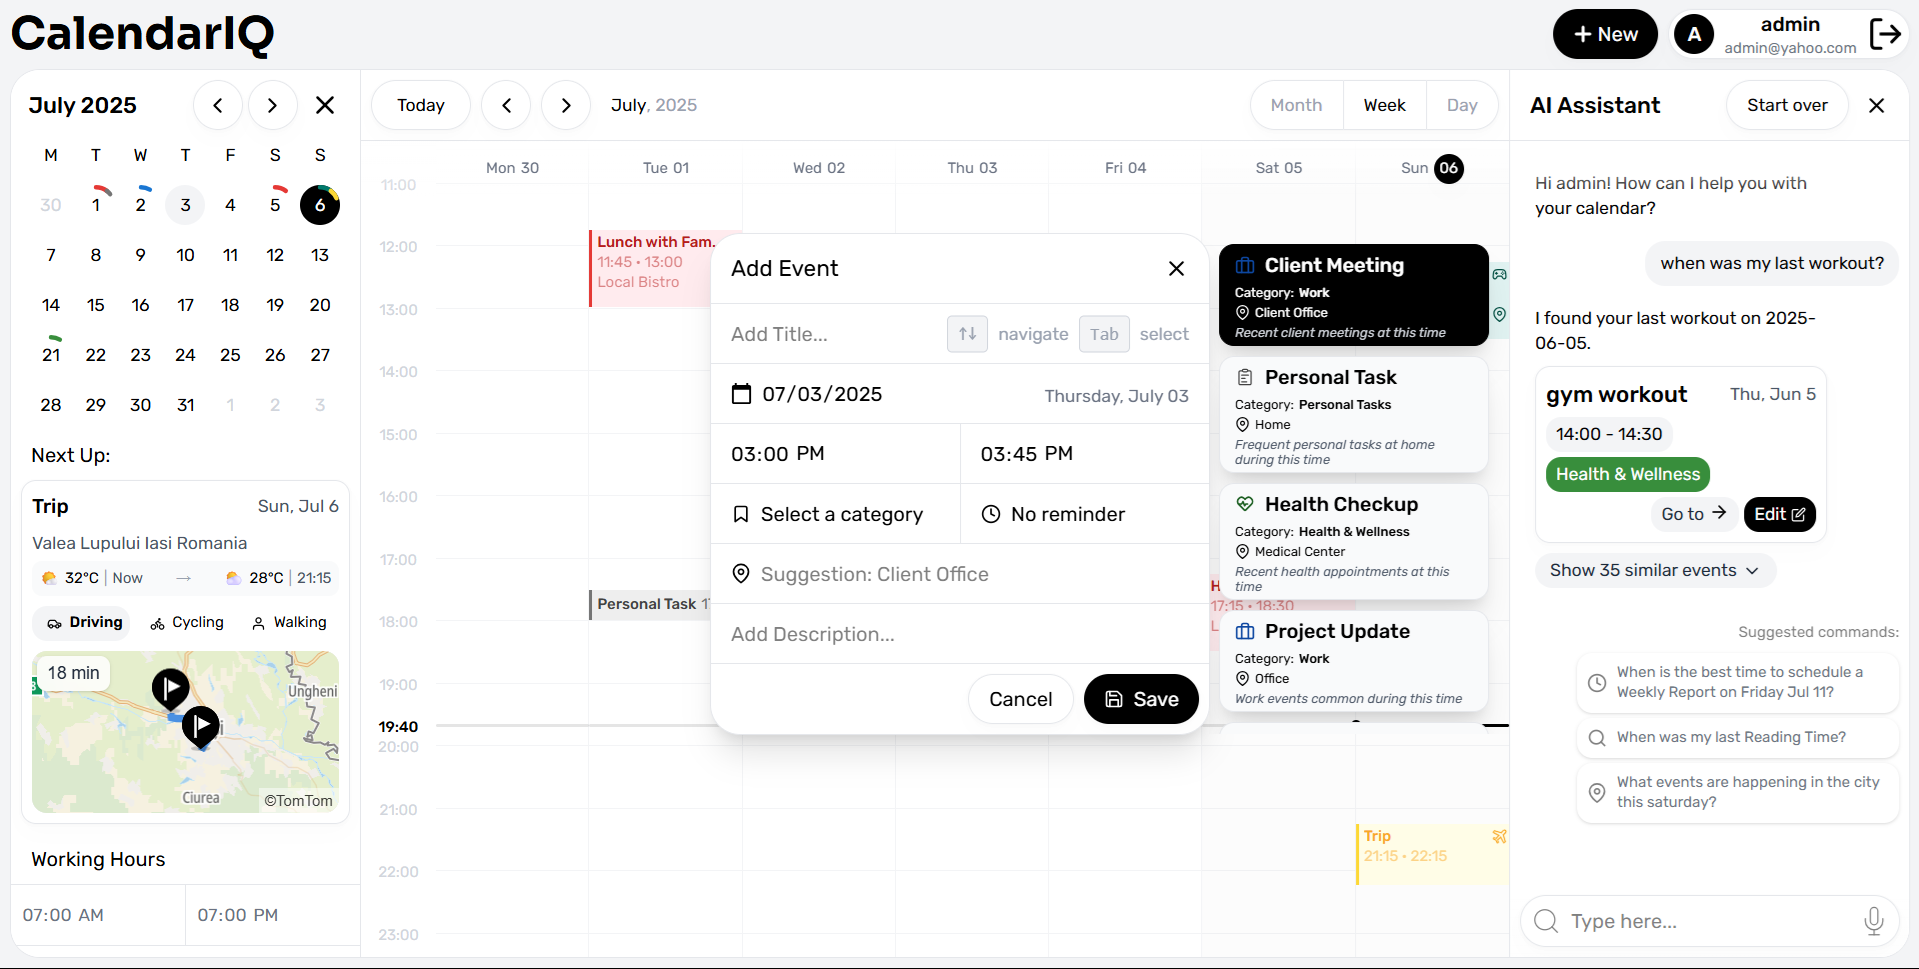 CalendarIQ
+ New
A
admin
admin@yahoo.com
July 2025
M T W T F S S
30 1 2 3 4 5 6
7 8 9 10 11 12 13
14 15 16 17 18 19 20
21 22 23 24 25 26 27
28 29 30 31 1 2 3
Next Up:
Trip
Sun, Jul 6
Valea Lupului Iasi Romania
32°C | Now → 28°C | 21:15
Driving
Cycling
Walking
18 min
Ungheni
Ciurea
©TomTom
Working Hours
07:00 AM
07:00 PM
Today
July, 2025
Month
Week
Day
Mon 30
Tue 01
Wed 02
Thu 03
Fri 04
Sat 05
Sun 06
11:00
12:00
13:00
14:00
15:00
16:00
17:00
18:00
19:00
19:40
20:00
21:00
22:00
23:00
Lunch with Fam.
11:45 • 13:00
Local Bistro
Personal Task 17
H
17:15 • 18:30
L
Trip
21:15 • 22:15
Add Event
Add Title...
↑↓ navigate Tab select
07/03/2025
Thursday, July 03
03:00 PM
03:45 PM
Select a category
No reminder
Suggestion: Client Office
Add Description...
Cancel
Save
Client Meeting
Category: Work
Client Office
Recent client meetings at this time
Personal Task
Category: Personal Tasks
Home
Frequent personal tasks at home
during this time
Health Checkup
Category: Health & Wellness
Medical Center
Recent health appointments at this
time
Project Update
Category: Work
Office
Work events common during this time
AI Assistant
Start over
Hi admin! How can I help you with
your calendar?
when was my last workout?
I found your last workout on 2025-
06-05.
gym workout
Thu, Jun 5
14:00 - 14:30
Health & Wellness
Go to →
Edit
Show 35 similar events
Suggested commands:
When is the best time to schedule a
Weekly Report on Friday Jul 11?
When was my last Reading Time?
What events are happening in the city
this saturday?
Type here...